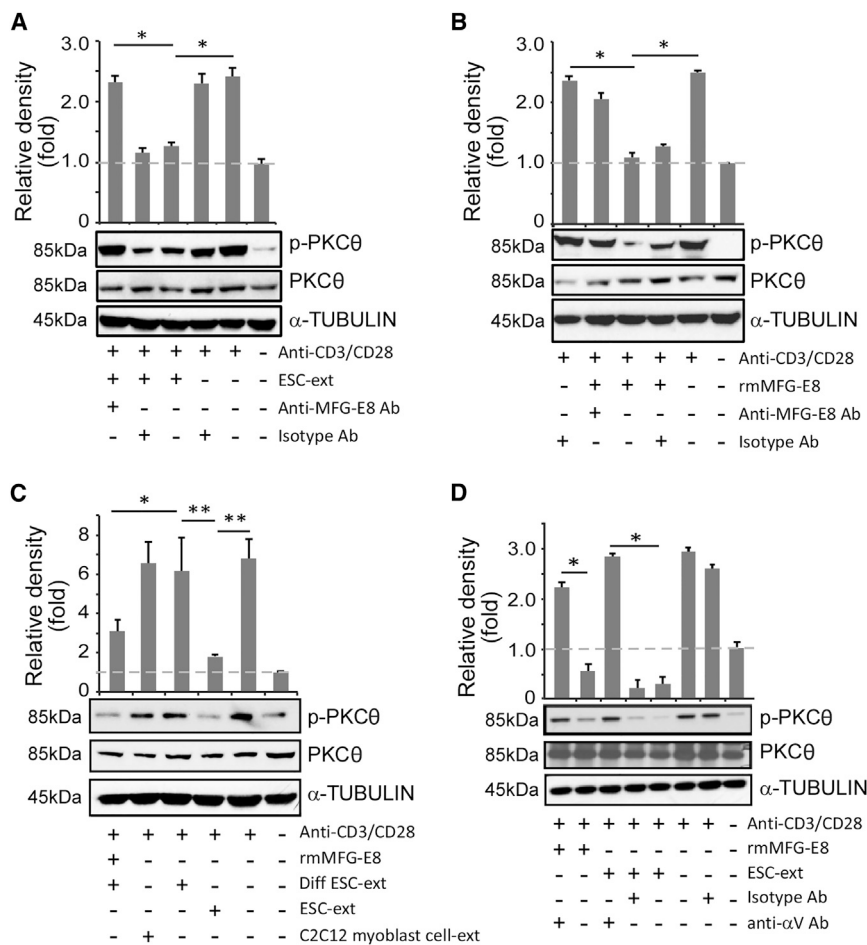 A
Relative density
(fold)
3.0
2.0
1.0
0
* *
85kDa p-PKCθ
85kDa PKCθ
45kDa α-TUBULIN
+ + + + + - Anti-CD3/CD28
+ + + - - - ESC-ext
+ - - - - - Anti-MFG-E8 Ab
- + - + - - Isotype Ab
B
Relative density
(fold)
3.0
2.0
1.0
0
* *
85kDa p-PKCθ
85kDa PKCθ
45kDa α-TUBULIN
+ + + + + - Anti-CD3/CD28
- + + + - - rmMFG-E8
- + - - - - Anti-MFG-E8 Ab
+ - - + - - Isotype Ab
C
Relative density
(fold)
8
6
4
2
0
* ** **
85kDa p-PKCθ
85kDa PKCθ
45kDa α-TUBULIN
+ + + + + - Anti-CD3/CD28
+ - - - - - rmMFG-E8
+ - + - - - Diff ESC-ext
- - - + - - ESC-ext
- + - - - - C2C12 myoblast cell-ext
D
Relative density
(fold)
3.0
2.0
1.0
0
* *
85kDa p-PKCθ
85kDa PKCθ
45kDa α-TUBULIN
+ + + + + + + - Anti-CD3/CD28
+ + - - - - - - rmMFG-E8
- - + + + - - - ESC-ext
- - - + - - + - Isotype Ab
+ - + - - - - - anti-αV Ab